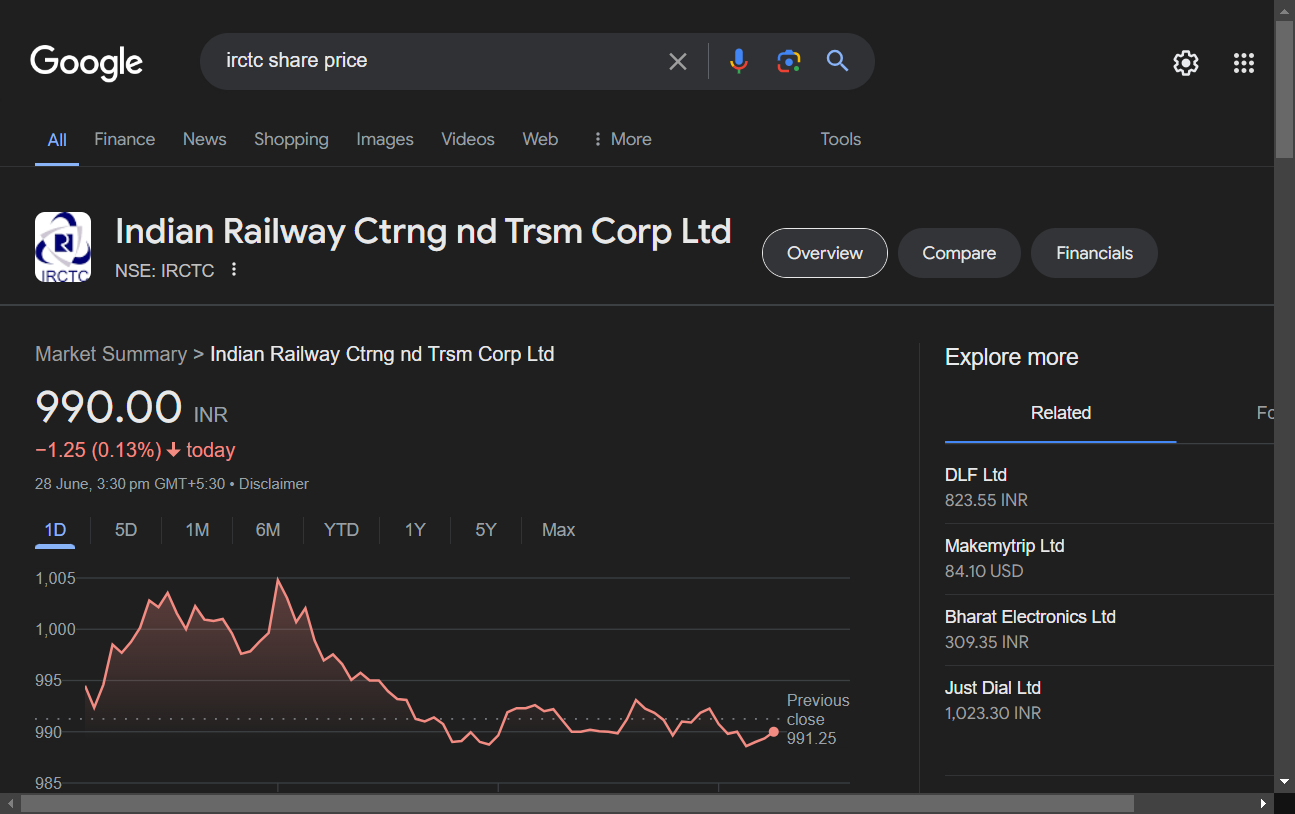 Google
irctc share price
All Finance News Shopping Images Videos Web More Tools
IRCTC
Indian Railway Ctrng nd Trsm Corp Ltd
NSE: IRCTC
Overview Compare Financials
Market Summary > Indian Railway Ctrng nd Trsm Corp Ltd
990.00 INR
−1.25 (0.13%) today
28 June, 3:30 pm GMT+5:30 • Disclaimer
1D 5D 1M 6M YTD 1Y 5Y Max
1,005
1,000
995
990
985
Previous
close
991.25
Explore more
Related Fo
DLF Ltd
823.55 INR
Makemytrip Ltd
84.10 USD
Bharat Electronics Ltd
309.35 INR
Just Dial Ltd
1,023.30 INR